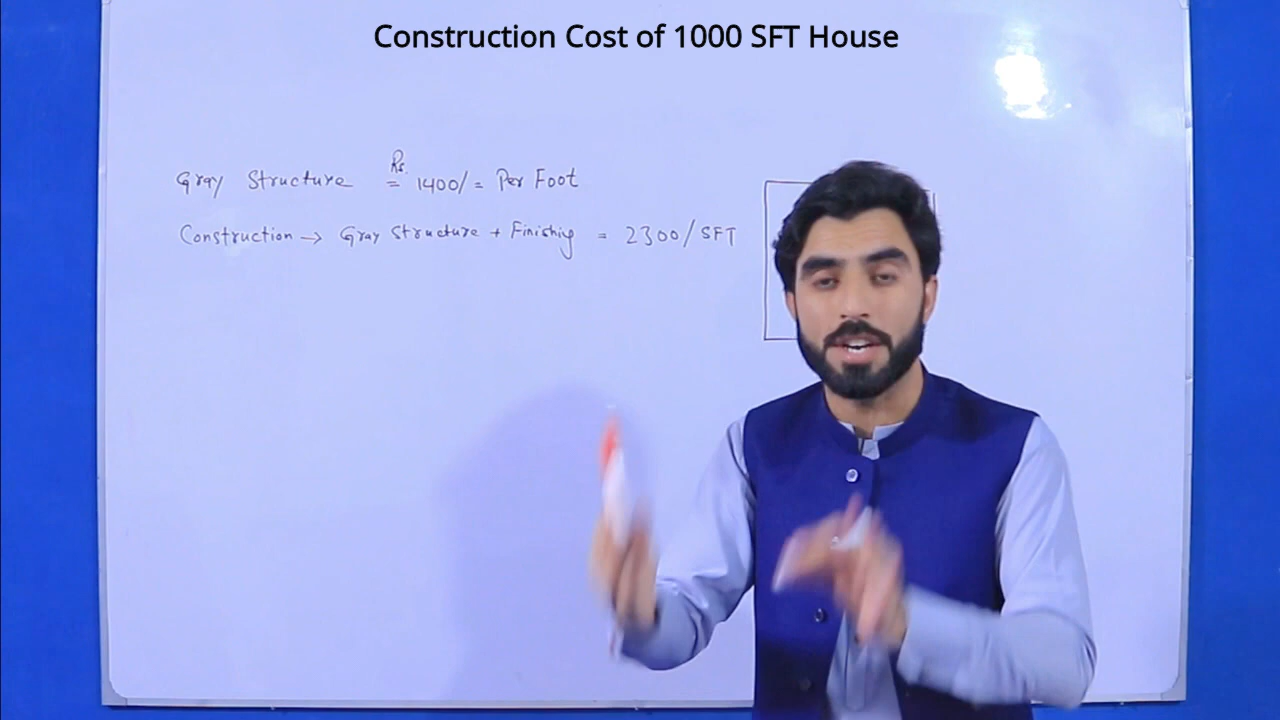 Construction Cost of 1000 SFT House
Gray Structure = Rs. 1400/= Per Foot
Construction → Gray Structure + Finishing = 2300/SFT